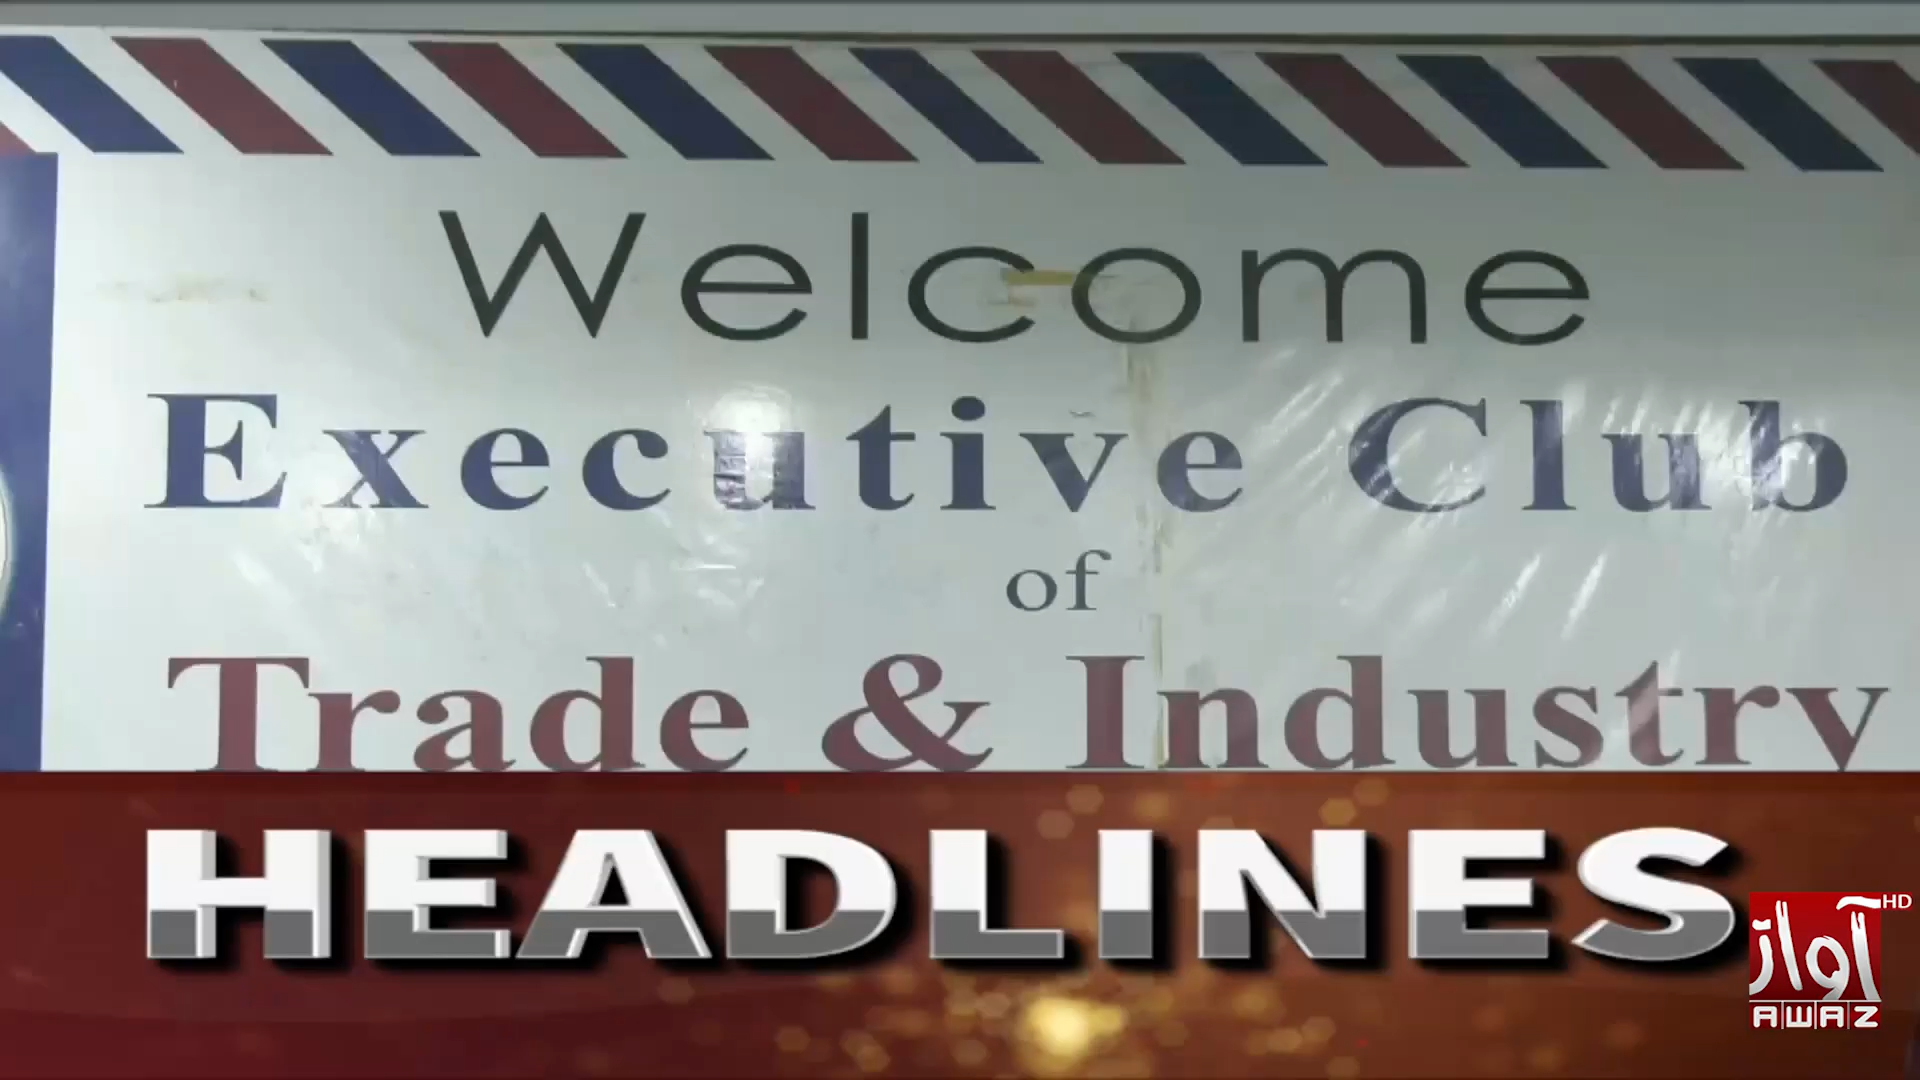 Welcome
Executive Club
of
Trade & Industry
HEADLINES
HD
آواز
AWAZ